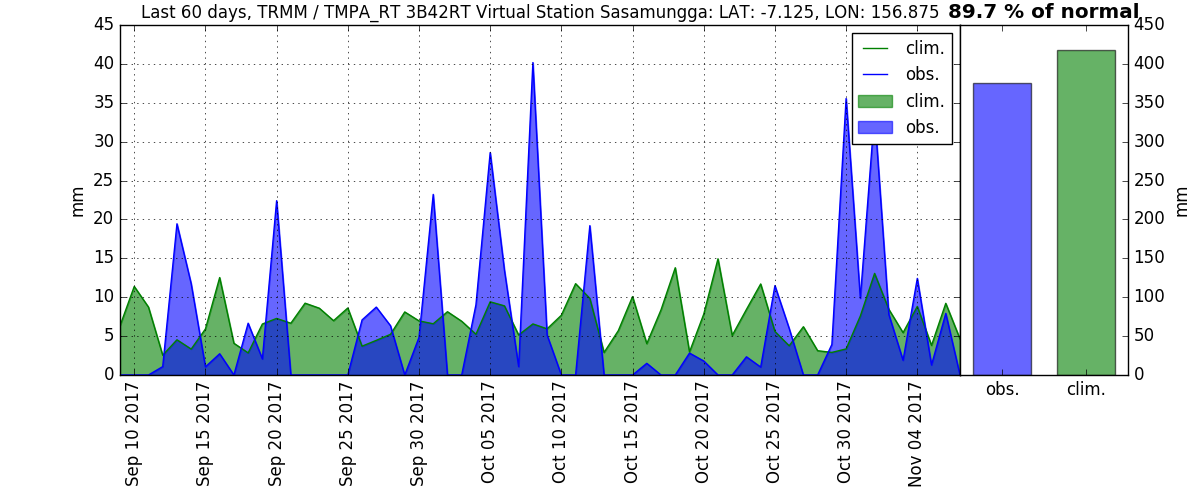 Last 60 days, TRMM / TMPA_RT 3B42RT Virtual Station Sasamungga: LAT: -7.125, LON: 156.875 89.7 % of normal
45
40
35
30
25
20
15
10
5
0
mm
clim.
obs.
clim.
obs.
450
400
350
300
250
200
150
100
50
0
mm
Sep 10 2017
Sep 15 2017
Sep 20 2017
Sep 25 2017
Sep 30 2017
Oct 05 2017
Oct 10 2017
Oct 15 2017
Oct 20 2017
Oct 25 2017
Oct 30 2017
Nov 04 2017
obs.
clim.